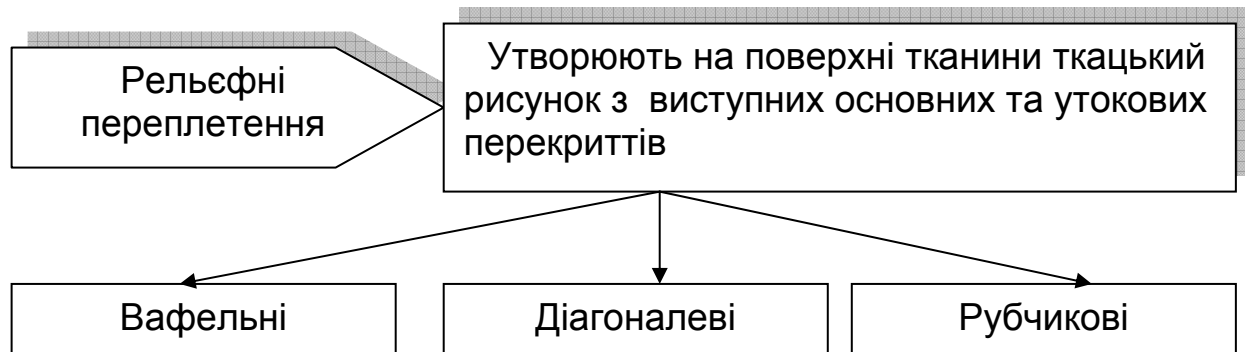 Рельєфні
переплетення
Утворюють на поверхні тканини ткацький
рисунок з виступних основних та утокових
перекриттів
Вафельні
Діагоналеві
Рубчикові